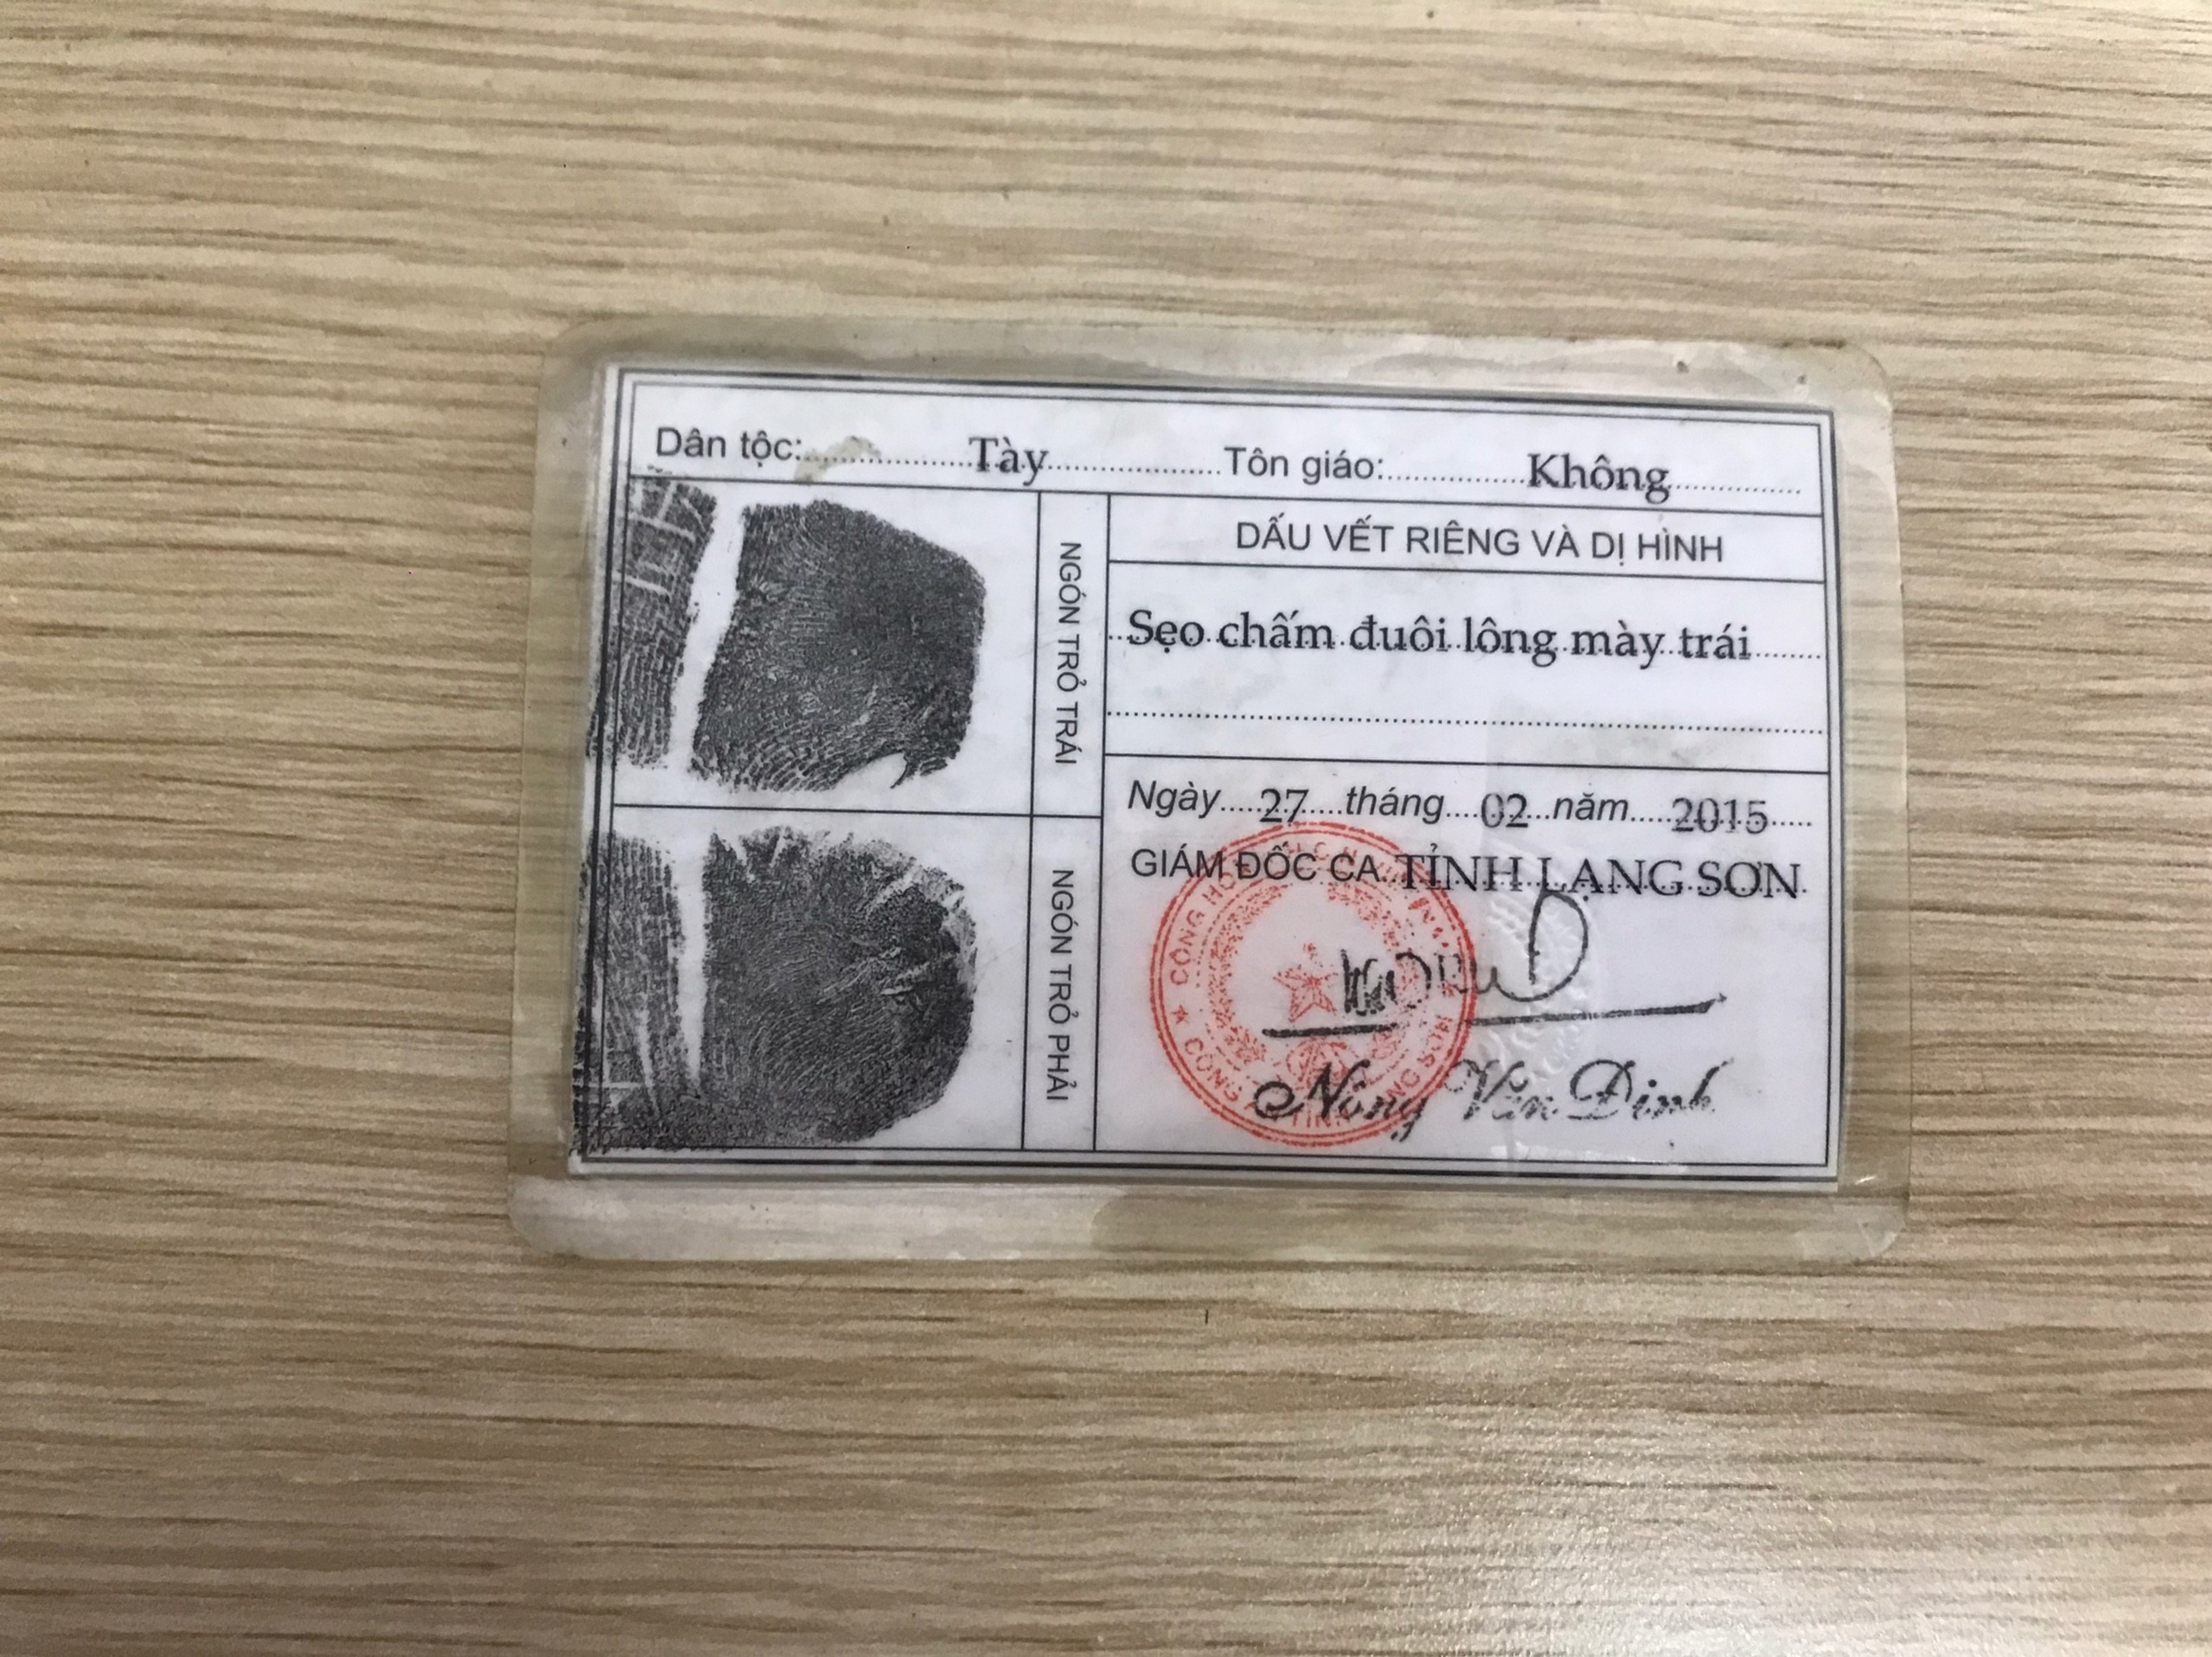 Dân tộc: Tày Tôn giáo: Không
NGÓN TRỎ TRÁI
DẤU VẾT RIÊNG VÀ DỊ HÌNH
Sẹo chấm đuôi lông mày trái
NGÓN TRỎ PHẢI
Ngày 27 tháng 02 năm 2015
GIÁM ĐỐC CA TỈNH LẠNG SƠN
Nông Văn Đinh